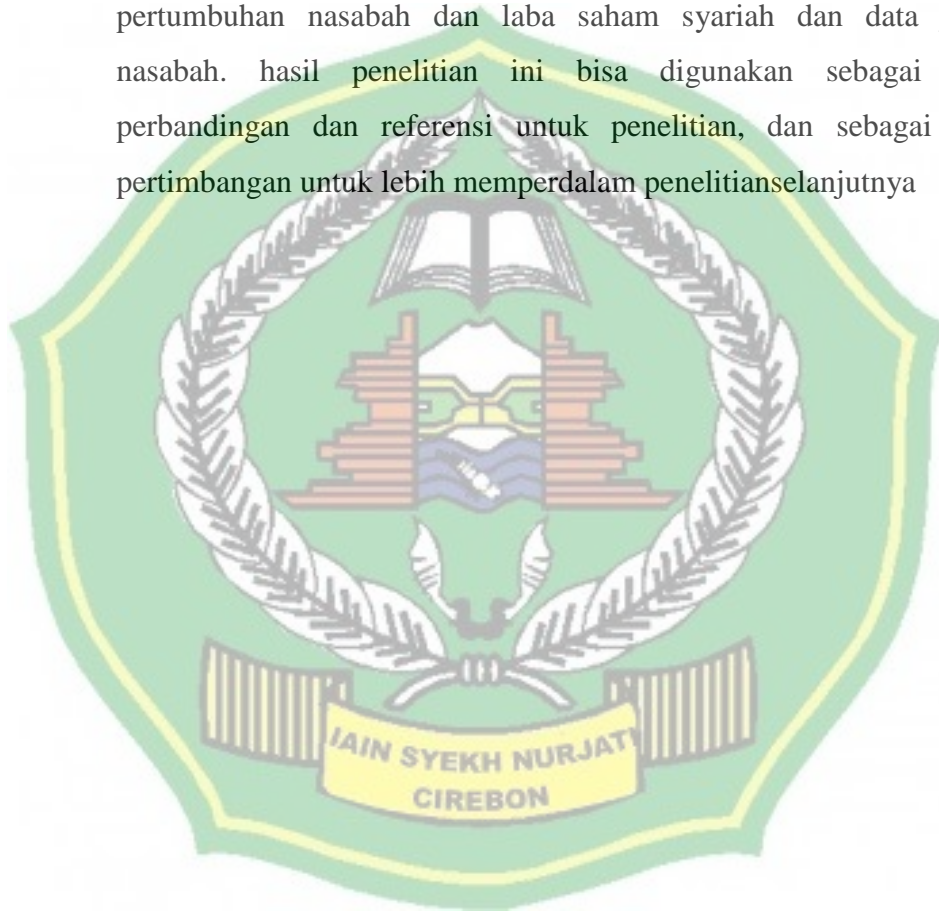 pertumbuhan nasabah dan laba saham syariah dan data
nasabah. hasil penelitian ini bisa digunakan sebagai
perbandingan dan referensi untuk penelitian, dan sebagai
pertimbangan untuk lebih memperdalam penelitianselanjutnya
IAIN SYEKH NURJATI
CIREBON